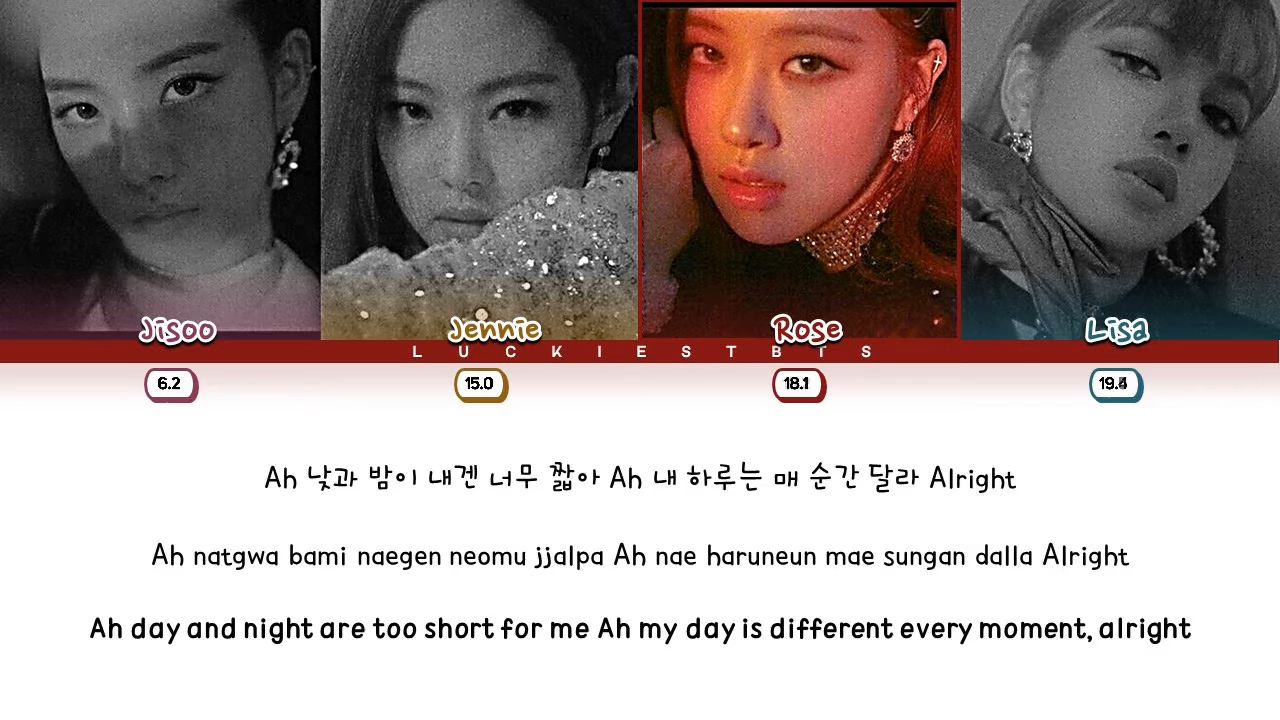 Jisoo Jennie Rose Lisa
LUCKIESTBTS
6.2 15.0 18.1 19.4
Ah 낮과 밤이 내겐 너무 짧아 Ah 내 하루는 매 순간 달라 Alright
Ah natgwa bami naegen neomu jjalpa Ah nae haruneun mae sungan dalla Alright
Ah day and night are too short for me Ah my day is different every moment, alright